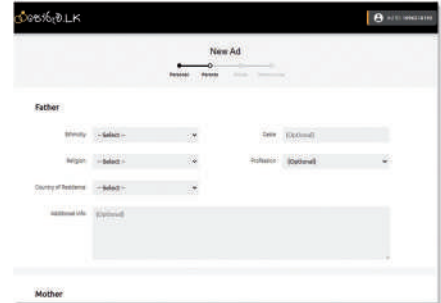 .LK
New Ad
Personal Parents
Father
Ethnicity -- Select -- Caste (Optional)
Religion -- Select -- Profession (Optional)
Country of Residence -- Select --
Additional Info (Optional)
Mother